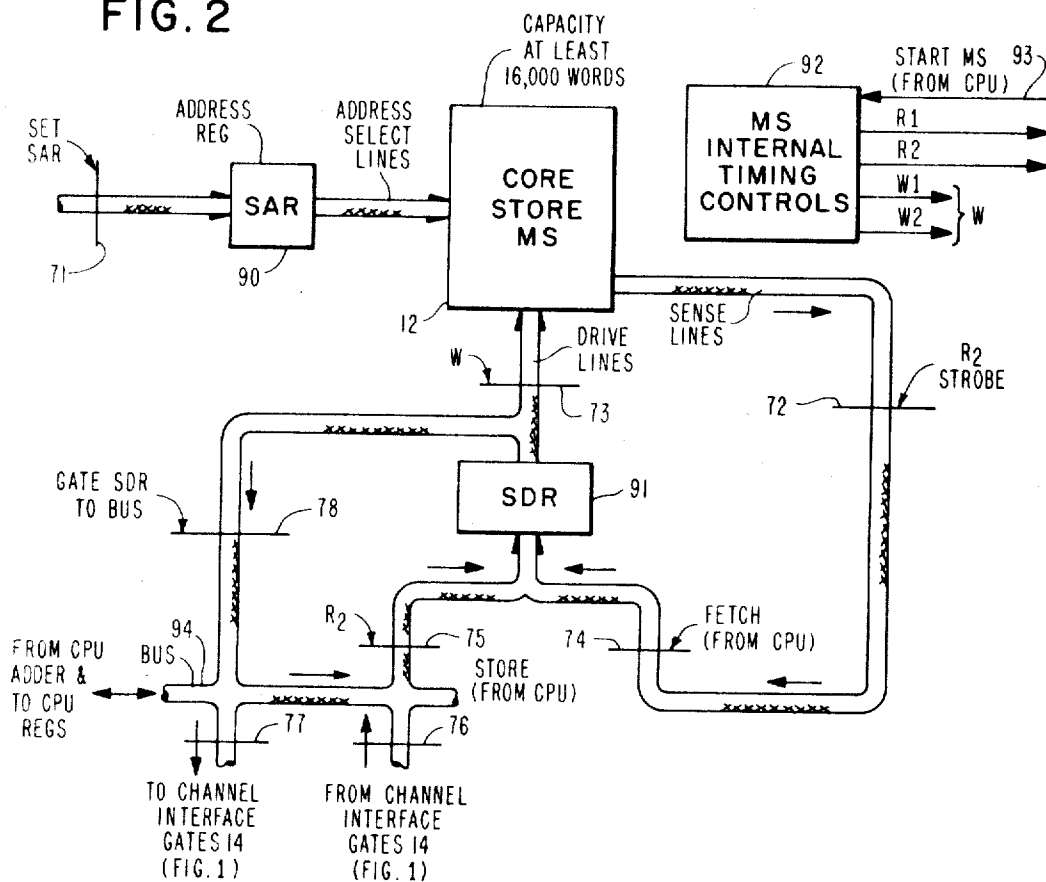 FIG. 2
CAPACITY
AT LEAST
16,000 WORDS
92
START MS
(FROM CPU)
93
SET
SAR
ADDRESS
REG
ADDRESS
SELECT
LINES
CORE
STORE
MS
MS
INTERNAL
TIMING
CONTROLS
R1
R2
W1
W2
W
SAR
71
90
12
SENSE
LINES
DRIVE
LINES
W
73
R2
STROBE
72
GATE SDR
TO BUS
78
SDR
91
R2
75
74
FETCH
(FROM CPU)
STORE
(FROM CPU)
FROM CPU
ADDER &
TO CPU
REGS
94
BUS
77
76
TO CHANNEL
INTERFACE
GATES 14
(FIG. 1)
FROM CHANNEL
INTERFACE
GATES 14
(FIG. 1)